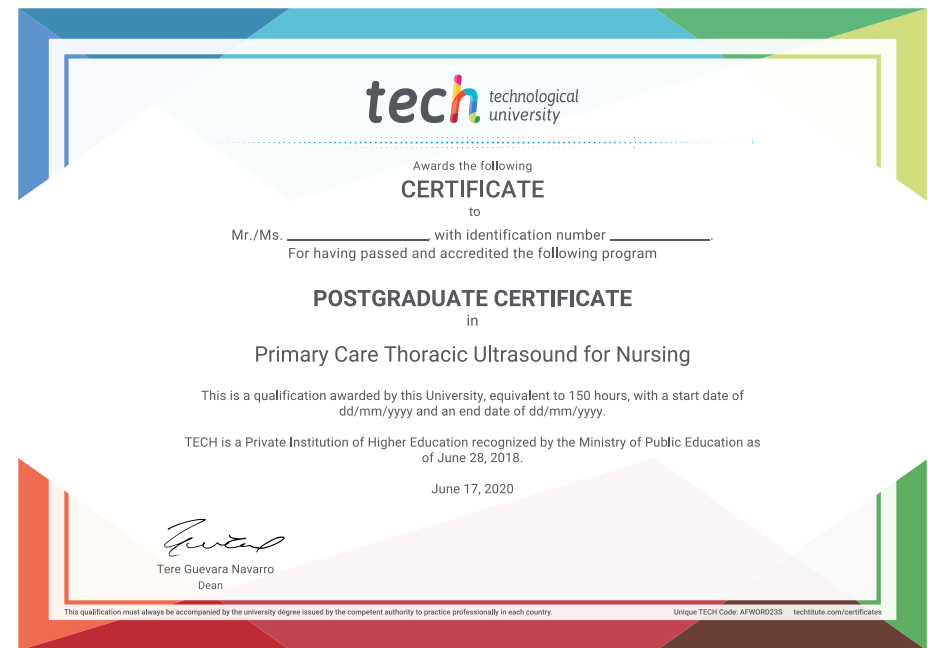 tech technological
university
Awards the following
CERTIFICATE
to
Mr./Ms. ____________, with identification number ____________.
For having passed and accredited the following program
POSTGRADUATE CERTIFICATE
in
Primary Care Thoracic Ultrasound for Nursing
This is a qualification awarded by this University, equivalent to 150 hours, with a start date of
dd/mm/yyyy and an end date of dd/mm/yyyy.
TECH is a Private Institution of Higher Education recognized by the Ministry of Public Education as
of June 28, 2018.
June 17, 2020
Tere Guevara Navarro
Dean
This qualification must always be accompanied by the university degree issued by the competent authority to practice professionally in each country.
Unique TECH Code: AFWORD23S techtitute.com/certificates